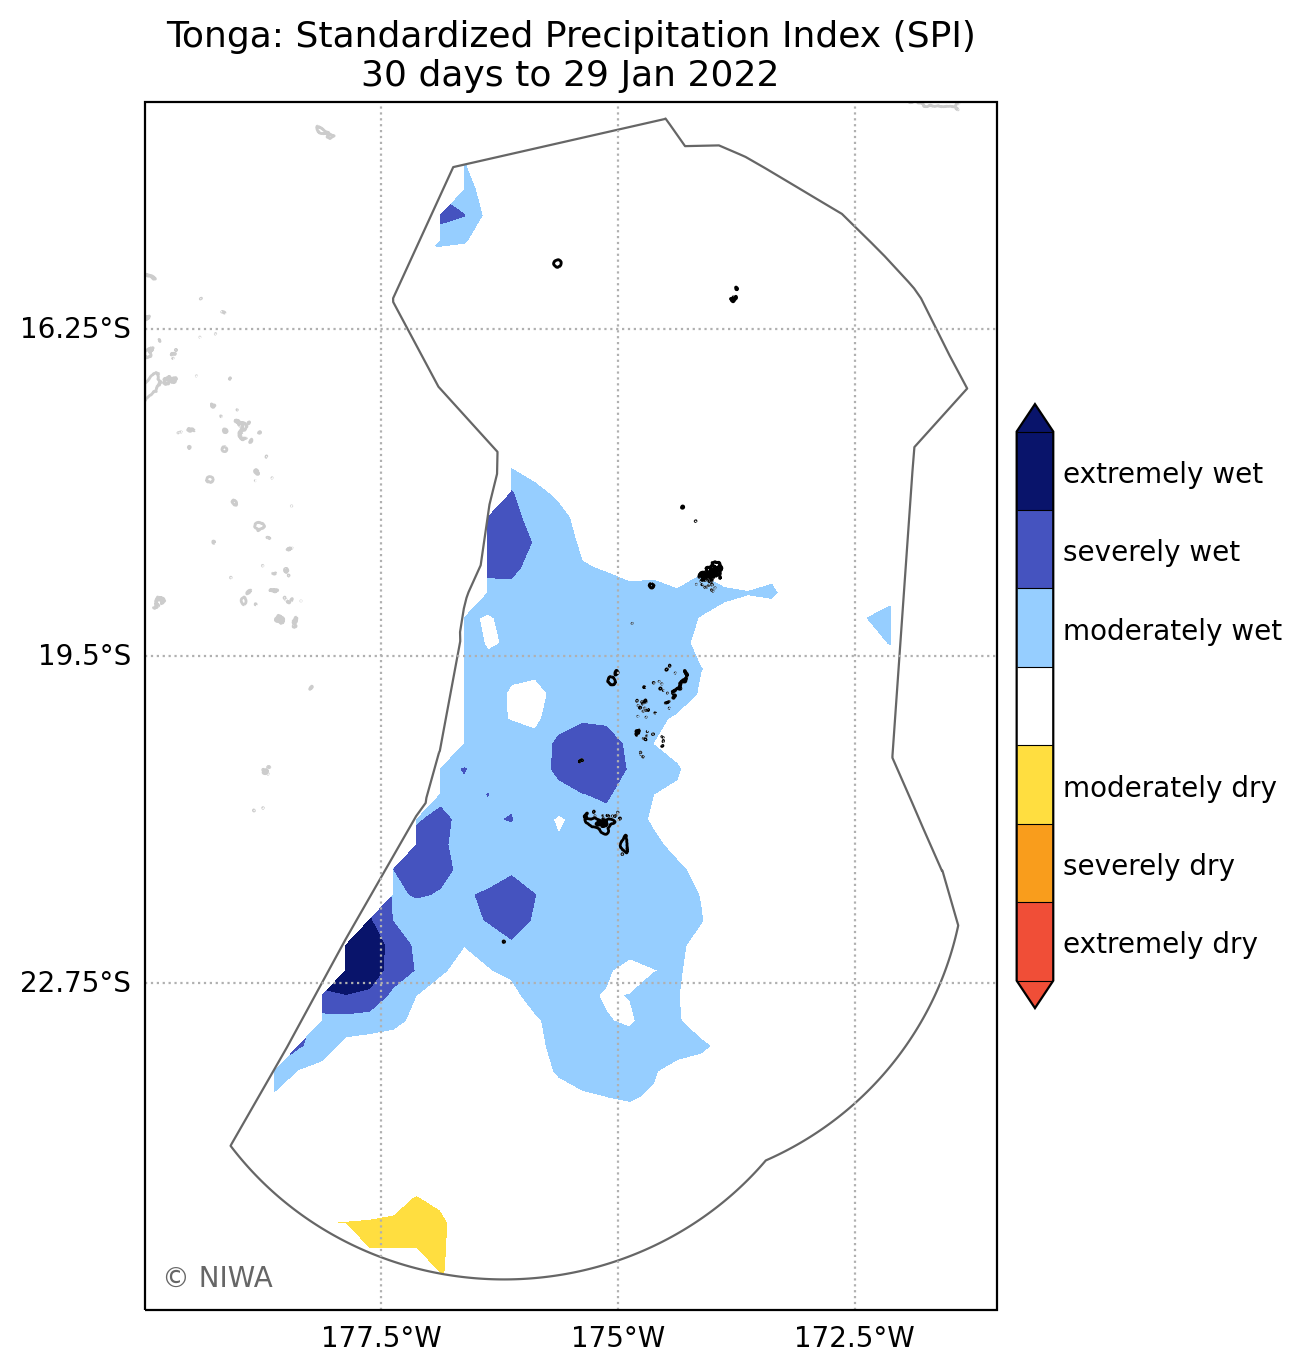 Tonga: Standardized Precipitation Index (SPI)
30 days to 29 Jan 2022
16.25°S
19.5°S
22.75°S
177.5°W
175°W
172.5°W
extremely wet
severely wet
moderately wet
moderately dry
severely dry
extremely dry
© NIWA